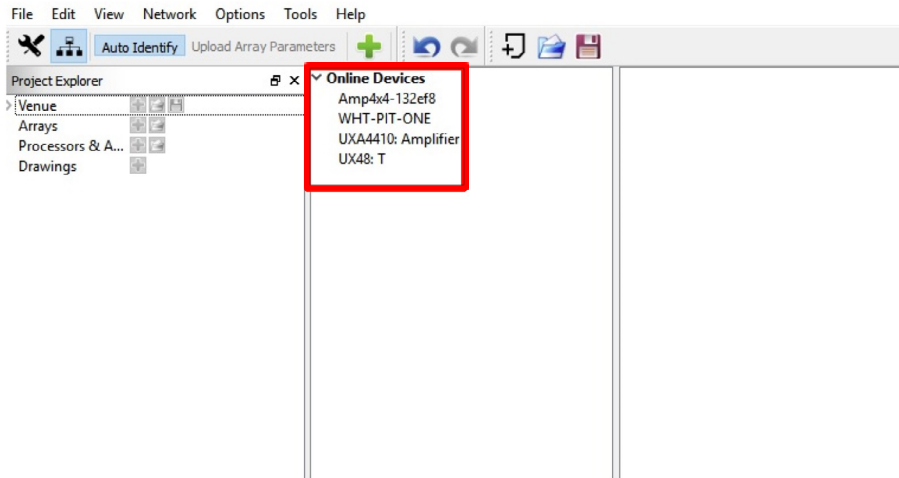 File Edit View Network Options Tools Help
Auto Identify Upload Array Parameters
Project Explorer
Venue
Arrays
Processors & A...
Drawings
Online Devices
Amp4x4-132ef8
WHT-PIT-ONE
UXA4410: Amplifier
UX48: T